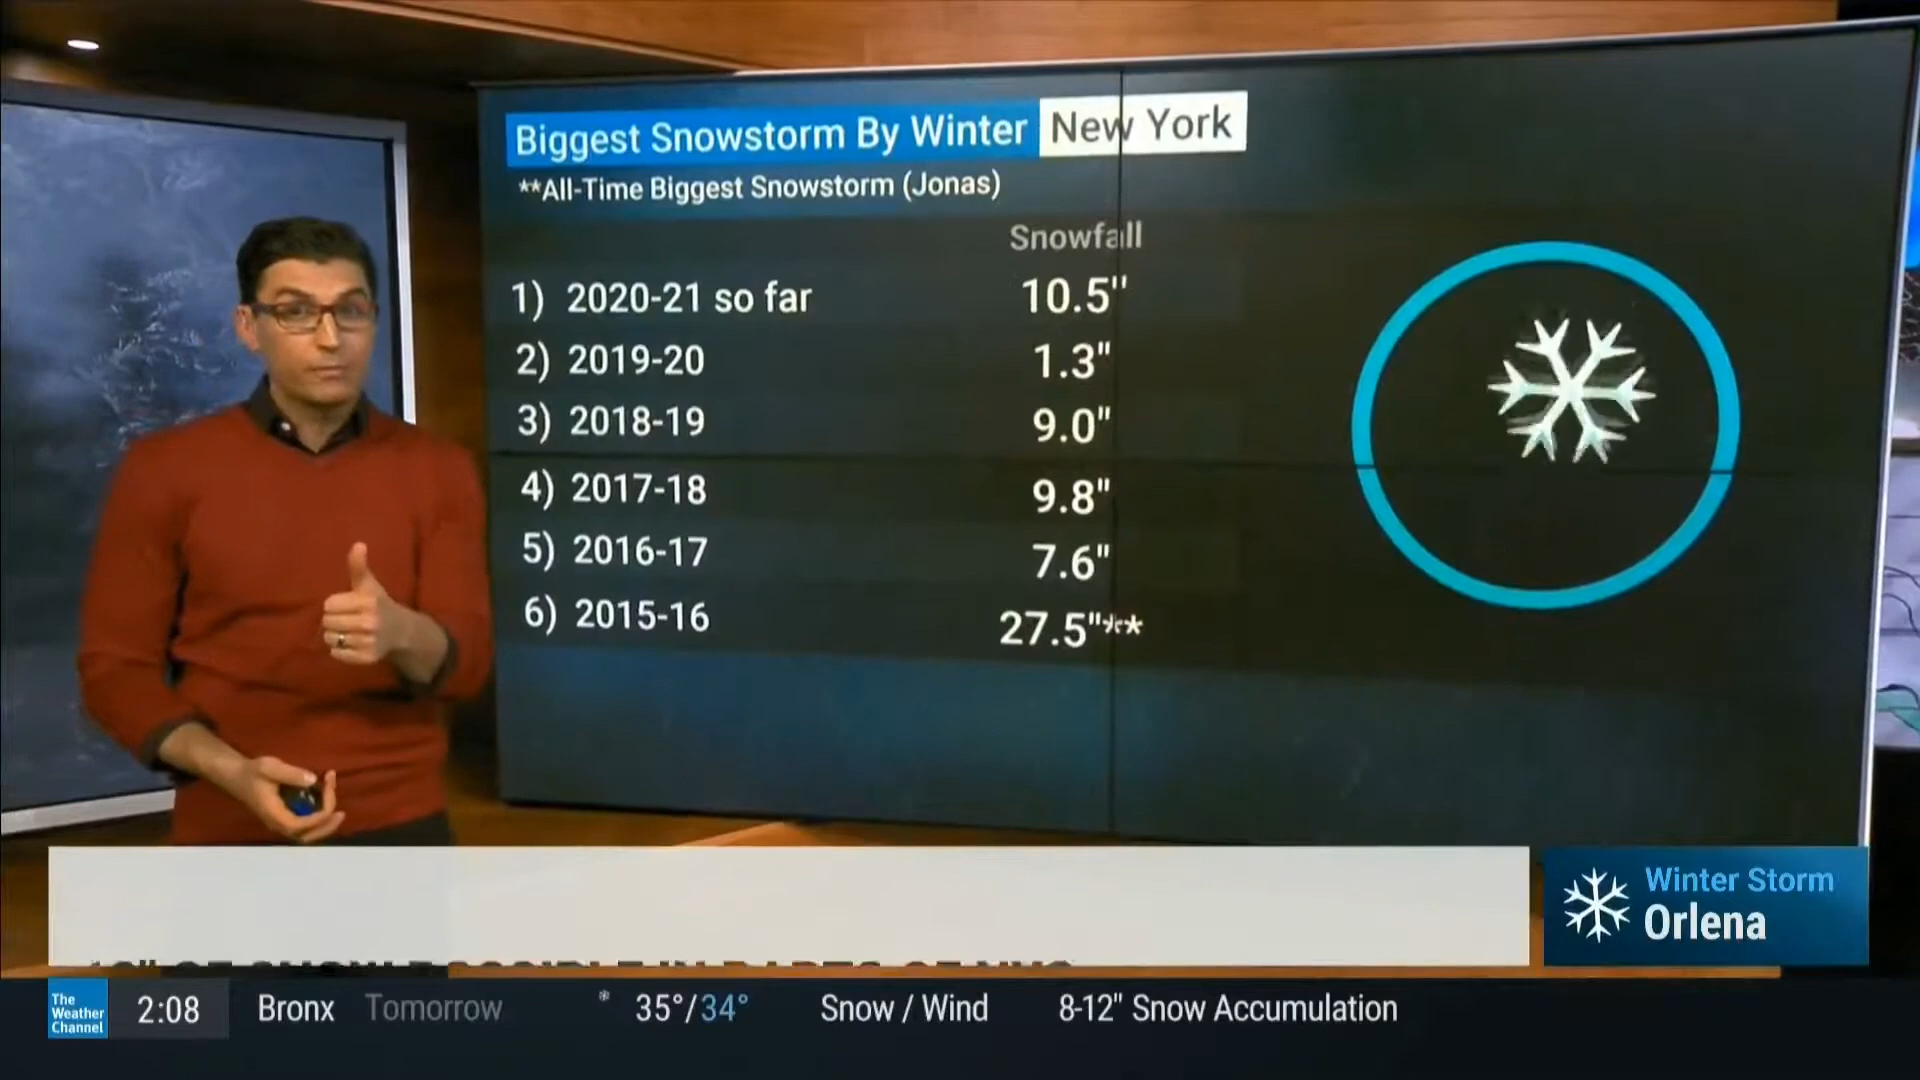 Biggest Snowstorm By Winter New York
**All-Time Biggest Snowstorm (Jonas)
Snowfall
1) 2020-21 so far 10.5"
2) 2019-20 1.3"
3) 2018-19 9.0"
4) 2017-18 9.8"
5) 2016-17 7.6"
6) 2015-16 27.5"**
Winter Storm
Orlena
The
Weather
Channel
2:08 Bronx Tomorrow 35°/34° Snow / Wind 8-12" Snow Accumulation